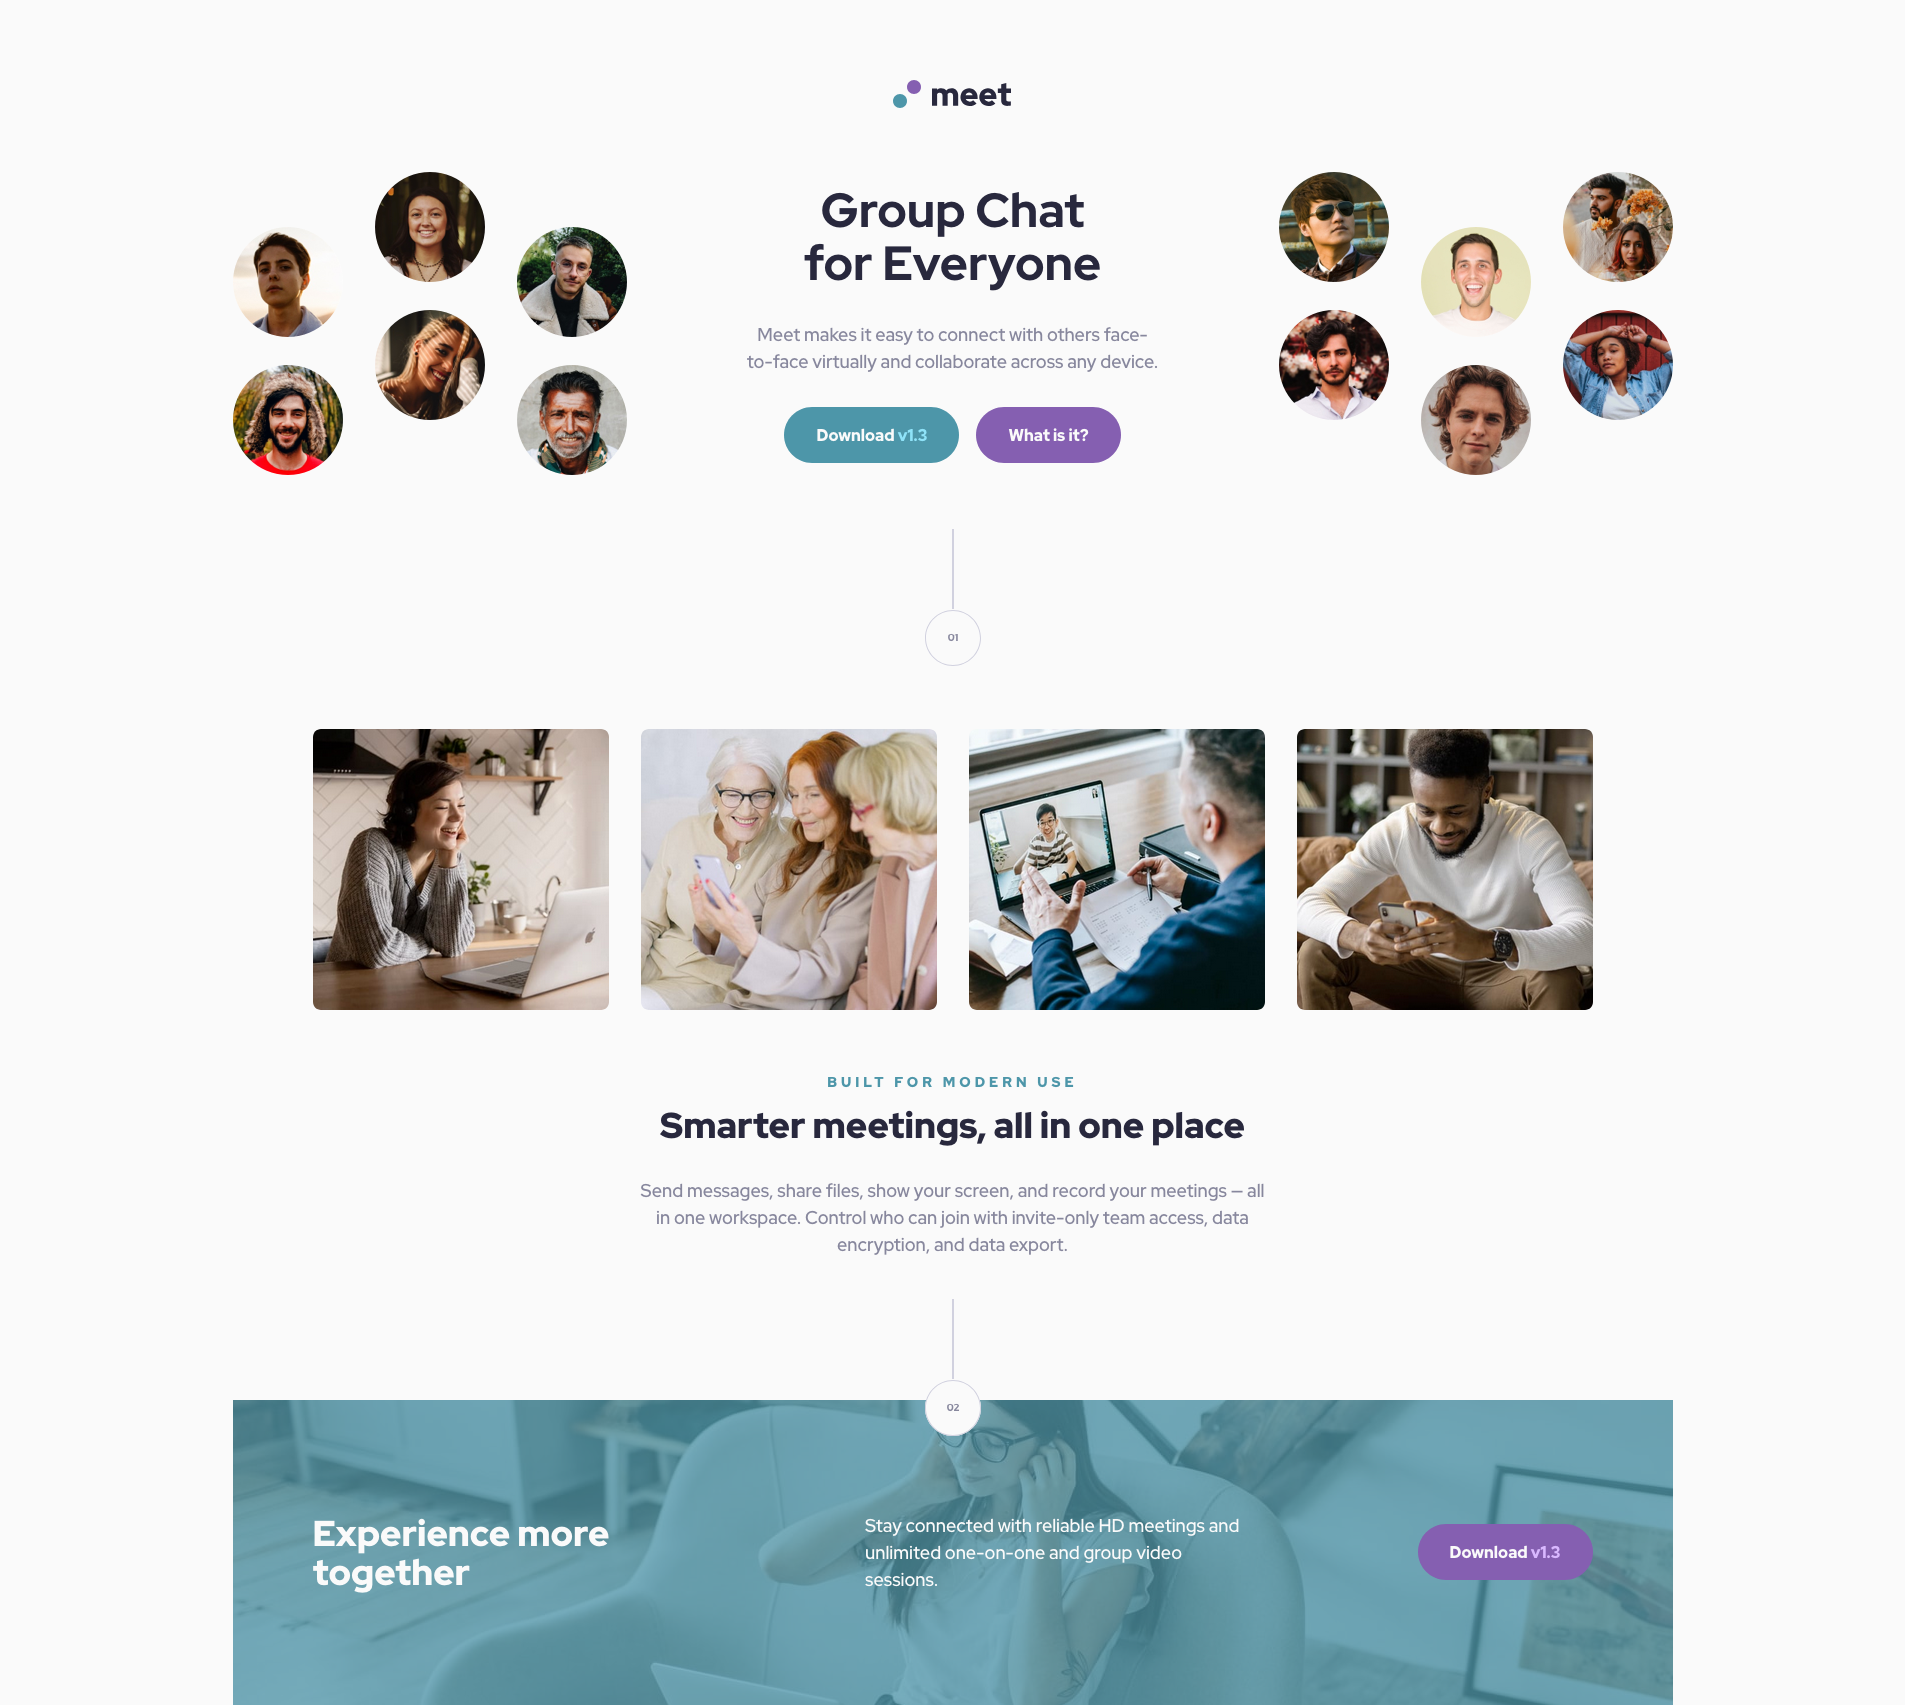 meet
Group Chat
for Everyone
Meet makes it easy to connect with others face-
to-face virtually and collaborate across any device.
Download v1.3
What is it?
01
BUILT FOR MODERN USE
Smarter meetings, all in one place
Send messages, share files, show your screen, and record your meetings — all
in one workspace. Control who can join with invite-only team access, data
encryption, and data export.
02
Experience more
together
Stay connected with reliable HD meetings and
unlimited one-on-one and group video
sessions.
Download v1.3